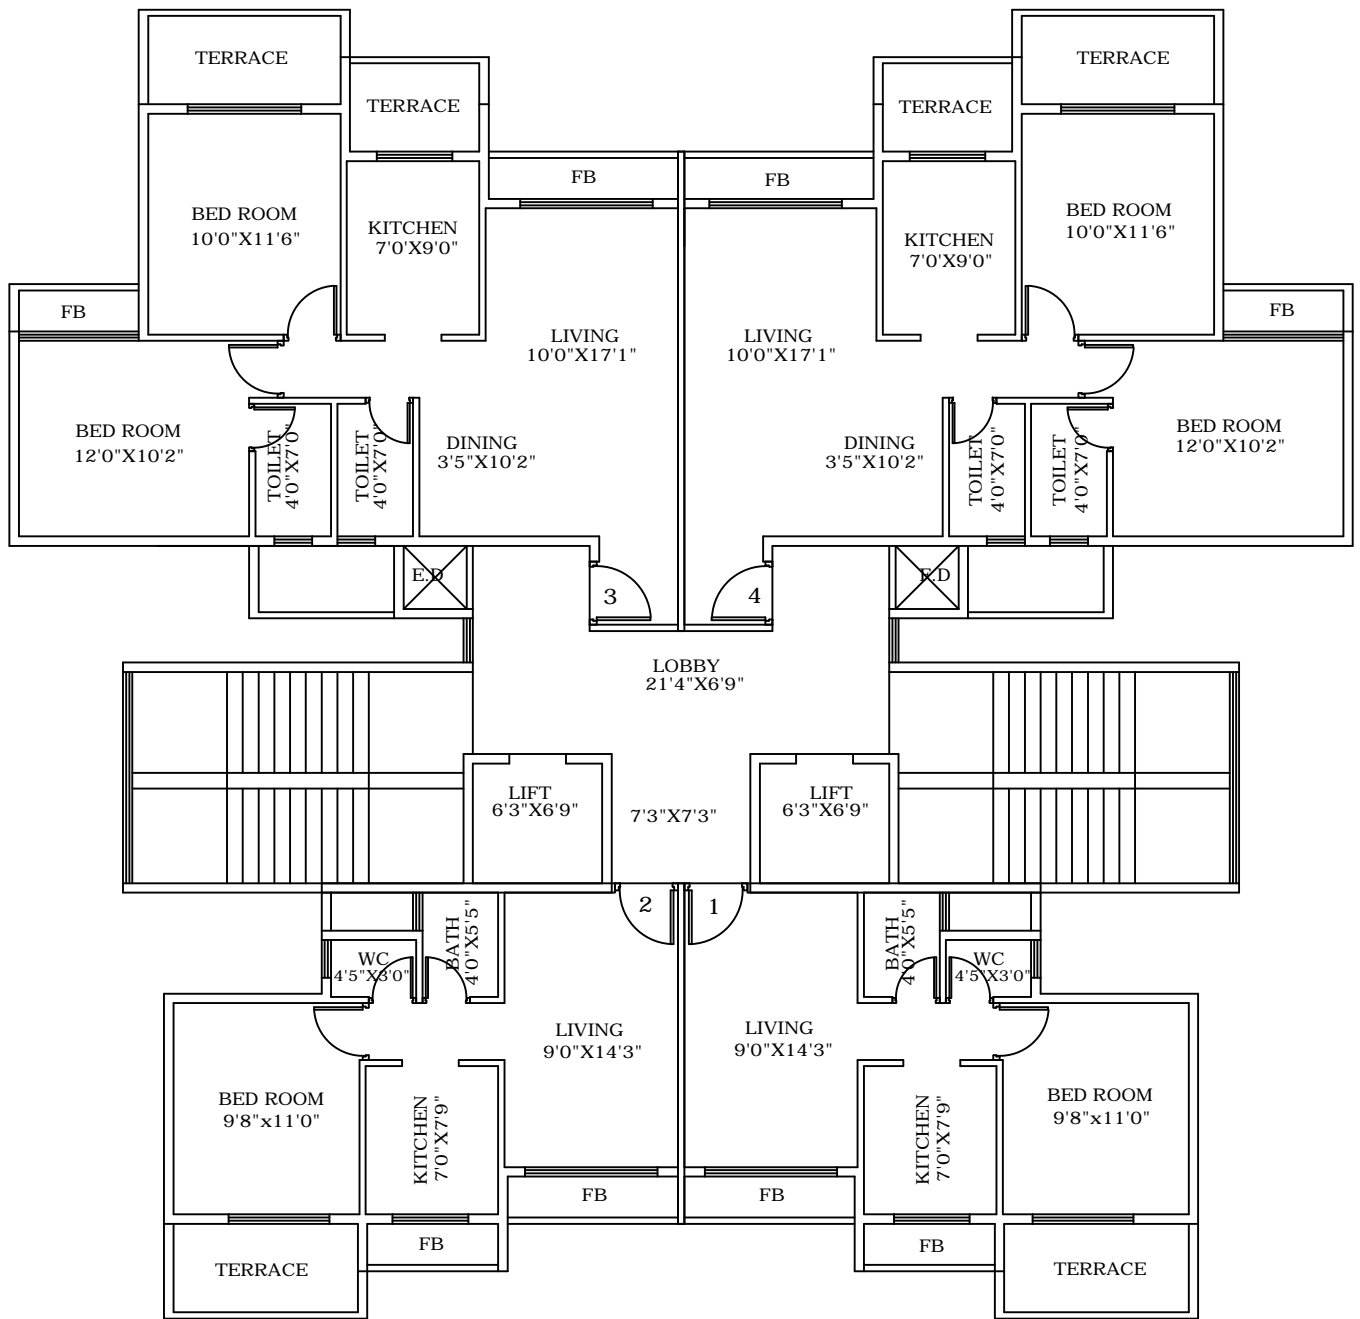 TERRACE
TERRACE
TERRACE
TERRACE
FB
FB
BED ROOM
10'0"X11'6"
KITCHEN
7'0'X9'0"
KITCHEN
7'0'X9'0"
BED ROOM
10'0"X11'6"
FB
FB
LIVING
10'0"X17'1"
LIVING
10'0"X17'1"
BED ROOM
12'0"X10'2"
TOILET
4'0"X7'0"
TOILET
4'0"X7'0"
DINING
3'5"X10'2"
DINING
3'5"X10'2"
TOILET
4'0"X7'0"
TOILET
4'0"X7'0"
BED ROOM
12'0"X10'2"
E.D
E.D
3
4
LOBBY
21'4"X6'9"
LIFT
6'3"X6'9"
7'3"X7'3"
LIFT
6'3"X6'9"
2
1
BATH
4'0"X5'5"
BATH
4'0"X5'5"
WC
4'5"X3'0"
WC
4'5"X3'0"
LIVING
9'0"X14'3"
LIVING
9'0"X14'3"
BED ROOM
9'8"x11'0"
KITCHEN
7'0"X7'9"
KITCHEN
7'0"X7'9"
BED ROOM
9'8"x11'0"
FB
FB
FB
FB
TERRACE
TERRACE